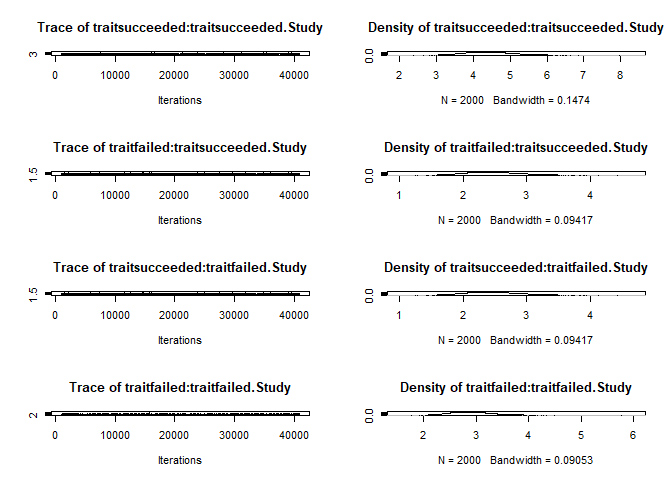 Trace of traitsucceeded:traitsucceeded.Study
3
0 10000 20000 30000 40000
Iterations
Density of traitsucceeded:traitsucceeded.Study
0.0
2 3 4 5 6 7 8
N = 2000 Bandwidth = 0.1474
Trace of traitfailed:traitsucceeded.Study
1.5
0 10000 20000 30000 40000
Iterations
Density of traitfailed:traitsucceeded.Study
0.0
1 2 3 4
N = 2000 Bandwidth = 0.09417
Trace of traitsucceeded:traitfailed.Study
1.5
0 10000 20000 30000 40000
Iterations
Density of traitsucceeded:traitfailed.Study
0.0
1 2 3 4
N = 2000 Bandwidth = 0.09417
Trace of traitfailed:traitfailed.Study
2
0 10000 20000 30000 40000
Iterations
Density of traitfailed:traitfailed.Study
0.0
2 3 4 5 6
N = 2000 Bandwidth = 0.09053